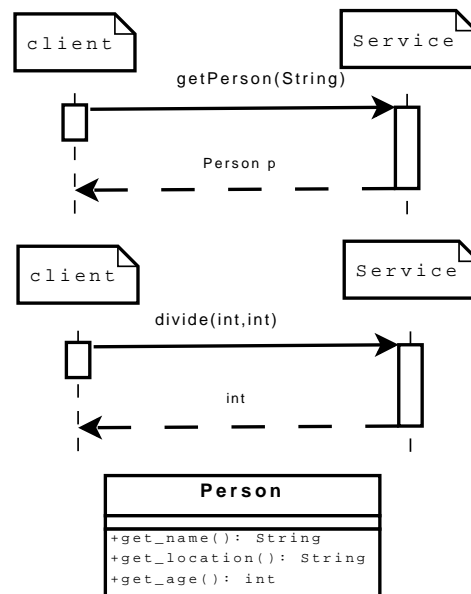 client
Service
getPerson(String)
Person p
client
Service
divide(int,int)
int
Person
+get_name(): String
+get_location(): String
+get_age(): int